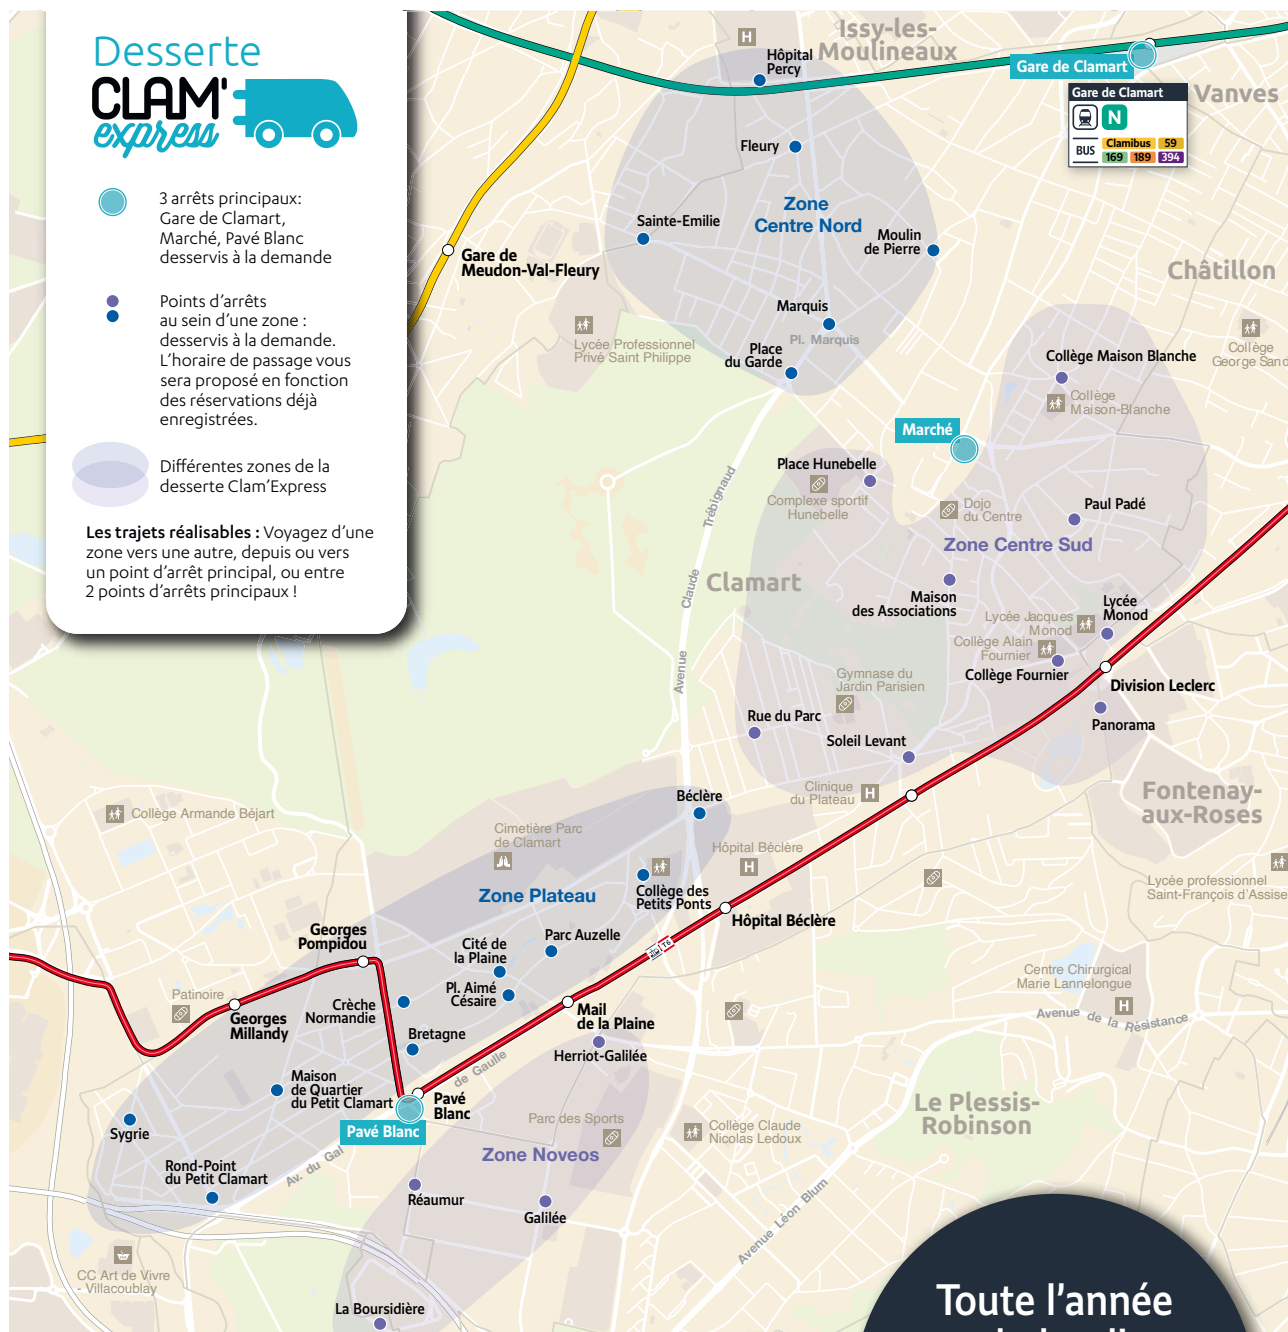 Desserte
CLAM'
express
3 arrêts principaux:
Gare de Clamart,
Marché, Pavé Blanc
desservis à la demande
Points d'arrêts
au sein d'une zone :
desservis à la demande.
L'horaire de passage vous
sera proposé en fonction
des réservations déjà
enregistrées.
Différentes zones de la
desserte Clam'Express
Les trajets réalisables : Voyagez d'une
zone vers une autre, depuis ou vers
un point d'arrêt principal, ou entre
2 points d'arrêts principaux !
Issy-les-
Moulineaux
H
Hôpital
Percy
Gare de Clamart
Gare de Clamart
N
BUS
Clamibus 59
169 189 394
Vanves
Fleury
Zone
Centre Nord
Sainte-Emilie
Moulin
de Pierre
Gare de
Meudon-Val-Fleury
Châtillon
Marquis
Pl. Marquis
Lycée Professionnel
Privé Saint Philippe
Place
du Garde
Collège
George Sand
Collège Maison Blanche
Collège
Maison-Blanche
Marché
Place Hunebelle
Complexe sportif
Hunebelle
Dojo
du Centre
Paul Padé
Zone Centre Sud
Avenue Claude Trébignaud
Clamart
Maison
des Associations
Lycée Jacques
Monod
Lycée
Monod
Collège Alain
Fournier
Collège Fournier
Division Leclerc
Gymnase du
Jardin Parisien
Panorama
Rue du Parc
Soleil Levant
Clinique
du Plateau
H
Fontenay-
aux-Roses
Béclère
Collège Armande Béjart
Cimetière Parc
de Clamart
Hôpital Béclère
H
Zone Plateau
Collège des
Petits Ponts
Lycée professionnel
Saint-François d'Assise
Hôpital Béclère
Georges
Pompidou
Cité de
la Plaine
Parc Auzelle
T6
Centre Chirurgical
Marie Lannelongue
H
Patinoire
Georges
Millandy
Crèche
Normandie
Pl. Aimé
Césaire
Mail
de la Plaine
Avenue de la Résistance
Bretagne
Herriot-Galilée
Maison
de Quartier
du Petit Clamart
Pavé
Blanc
Pavé Blanc
Av. du Gal de Gaulle
Parc des Sports
Le Plessis-
Robinson
Collège Claude
Nicolas Ledoux
Sygrie
Zone Noveos
Rond-Point
du Petit Clamart
Réaumur
Galilée
Avenue Léon Blum
CC Art de Vivre
- Villacoublay
La Boursidière
Toute l'année